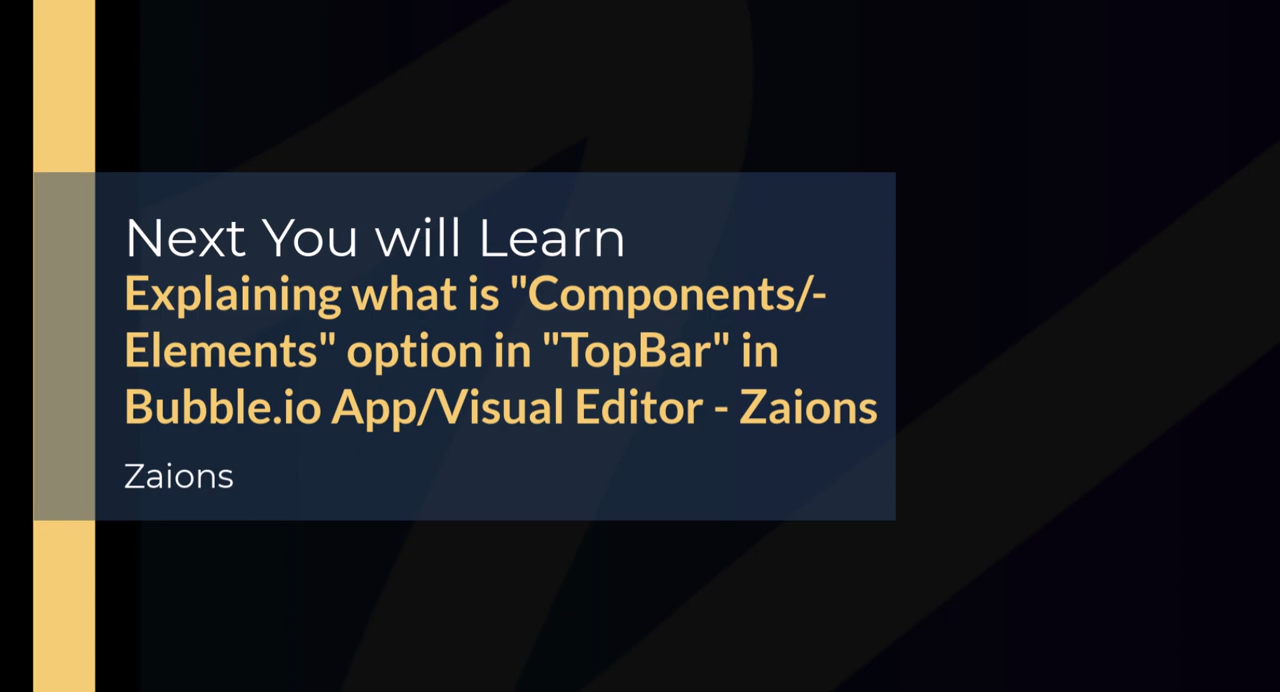 Next You will Learn
Explaining what is "Components/-
Elements" option in "TopBar" in
Bubble.io App/Visual Editor - Zaions
Zaions